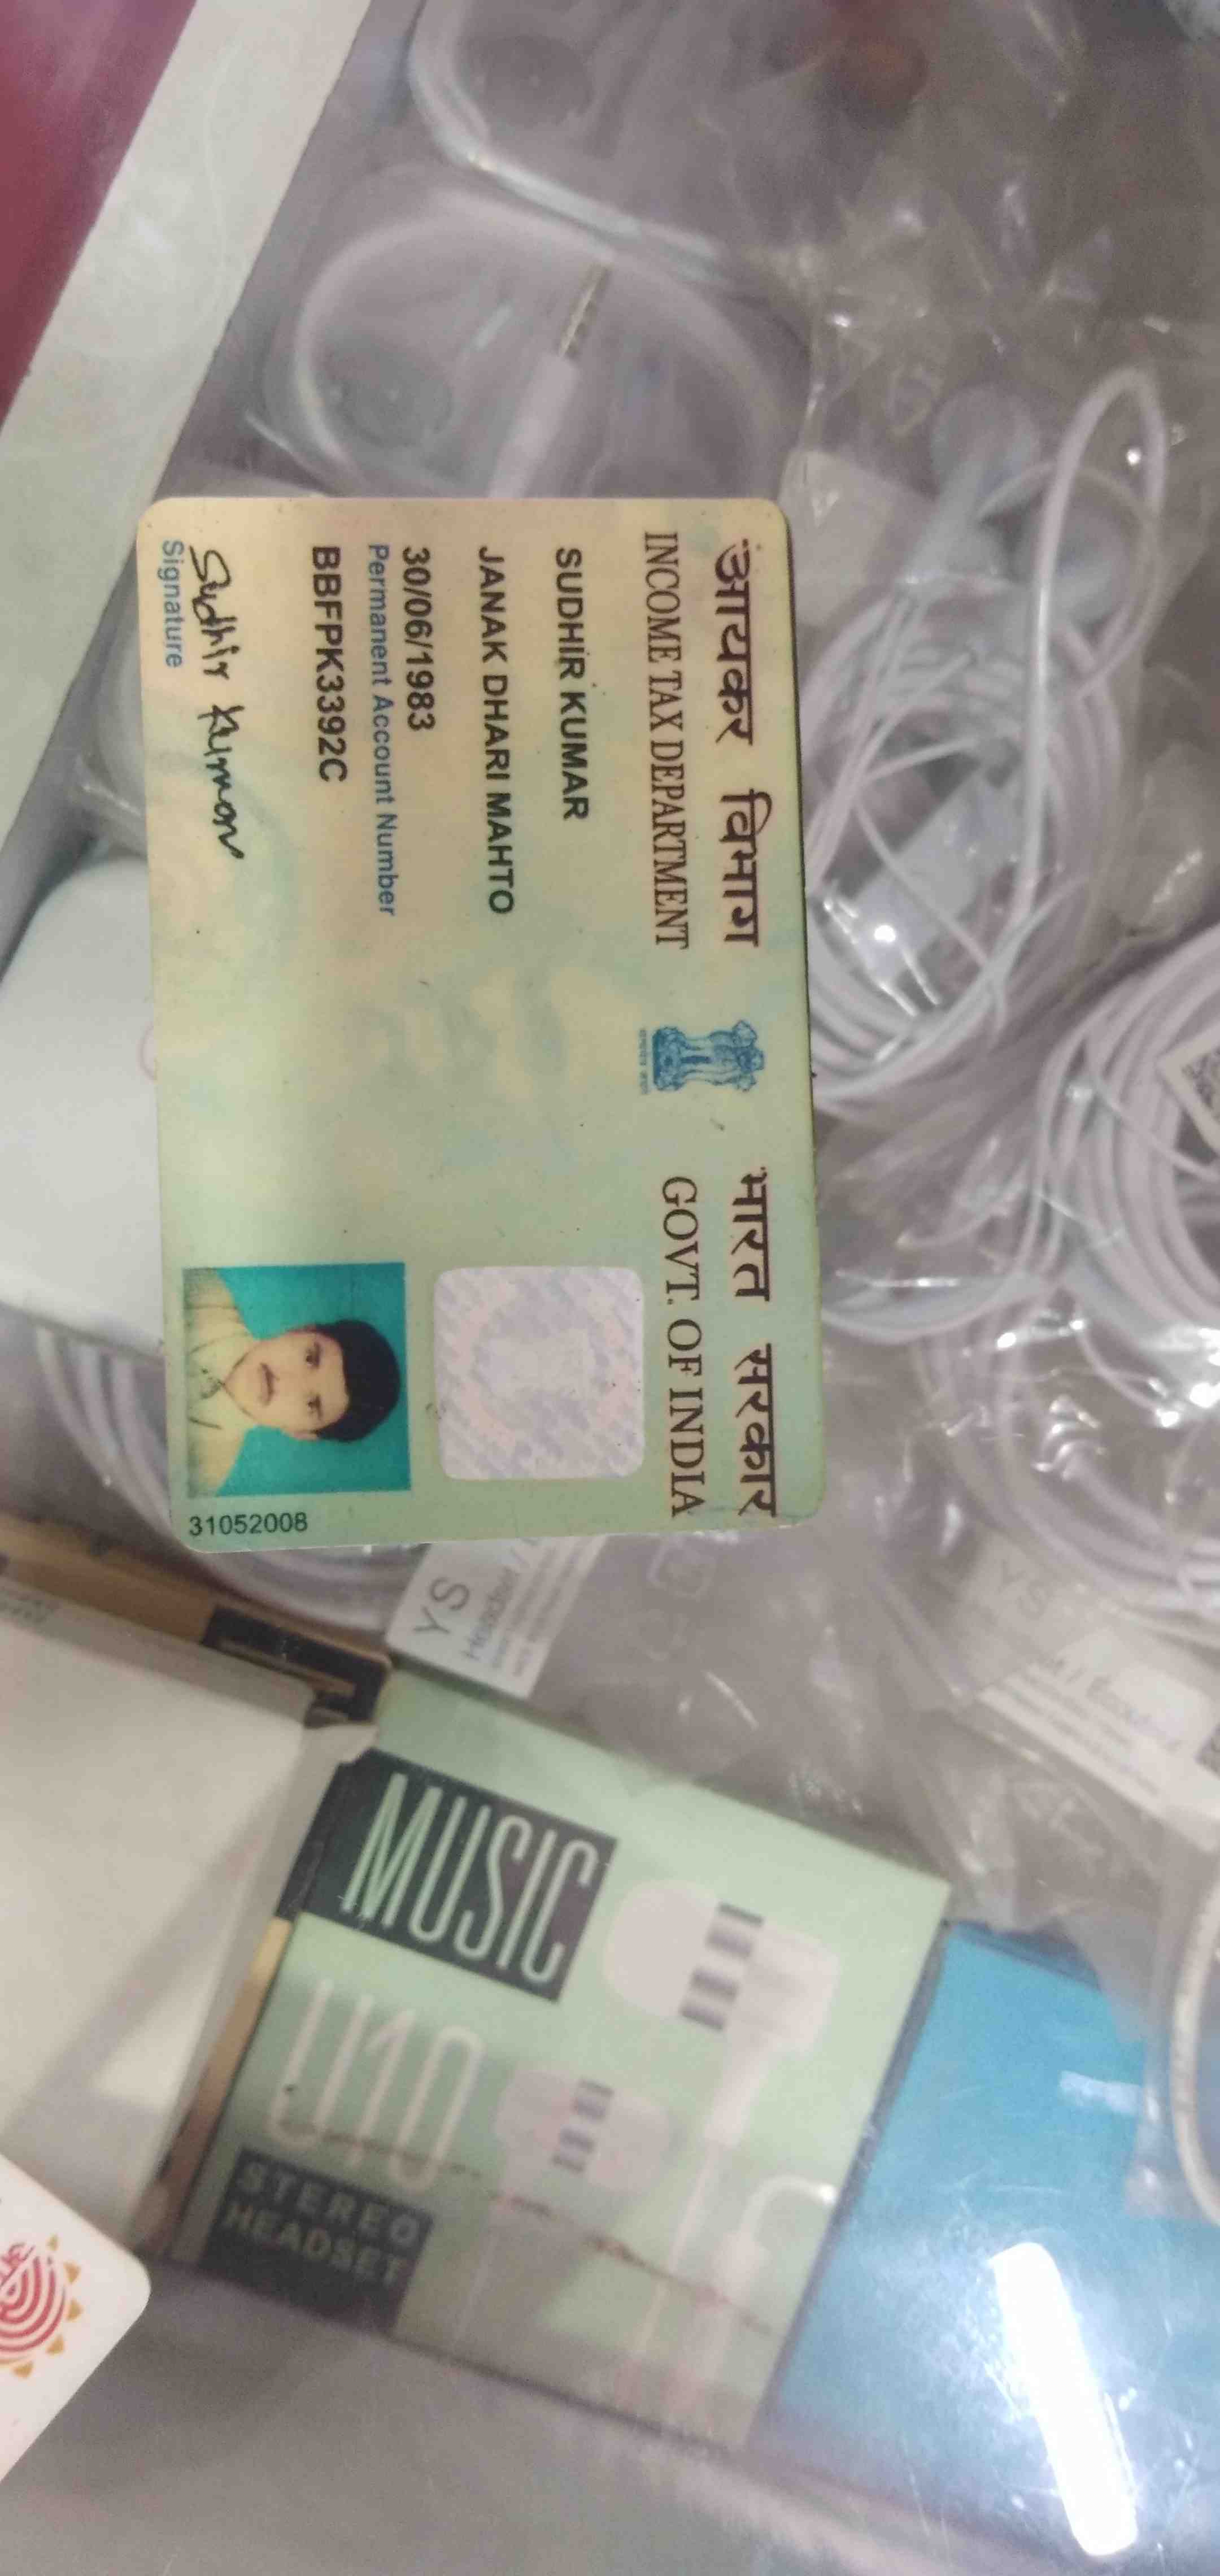 आयकर विभाग
INCOME TAX DEPARTMENT
भारत सरकार
GOVT. OF INDIA
SUDHIR KUMAR
JANAK DHARI MAHTO
30/06/1983
Permanent Account Number
BBFPK3392C
Sudhir Kumar
Signature
31052008
YS
YS
MUSIC
U10
STEREO
HEADSET